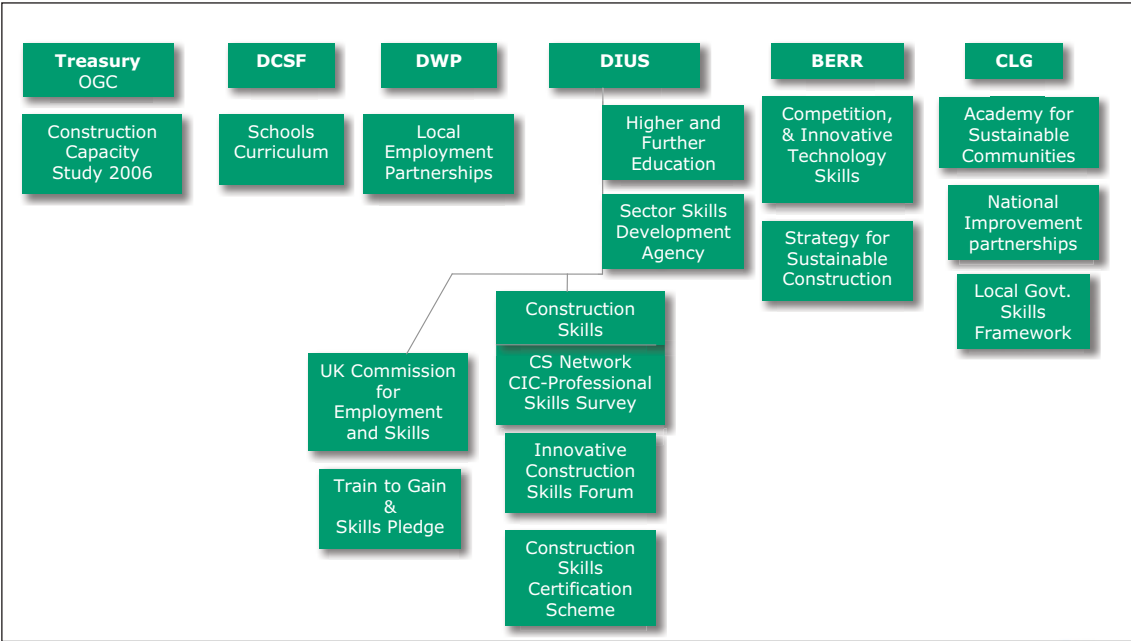 Treasury
OGC
DCSF
DWP
DIUS
BERR
CLG
Construction
Capacity
Study 2006
Schools
Curriculum
Local
Employment
Partnerships
Higher and
Further
Education
Competition,
& Innovative
Technology
Skills
Academy for
Sustainable
Communities
Sector Skills
Development
Agency
Strategy for
Sustainable
Construction
National
Improvement
partnerships
Local Govt.
Skills
Framework
Construction
Skills
UK Commission
for
Employment
and Skills
CS Network
CIC-Professional
Skills Survey
Train to Gain
&
Skills Pledge
Innovative
Construction
Skills Forum
Construction
Skills
Certification
Scheme